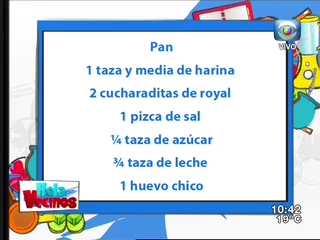 Pan
1 taza y media de harina
2 cucharaditas de royal
1 pizca de sal
¼ taza de azúcar
¾ taza de leche
1 huevo chico
VIVO
Hola
Vecinos
10:42
19°C